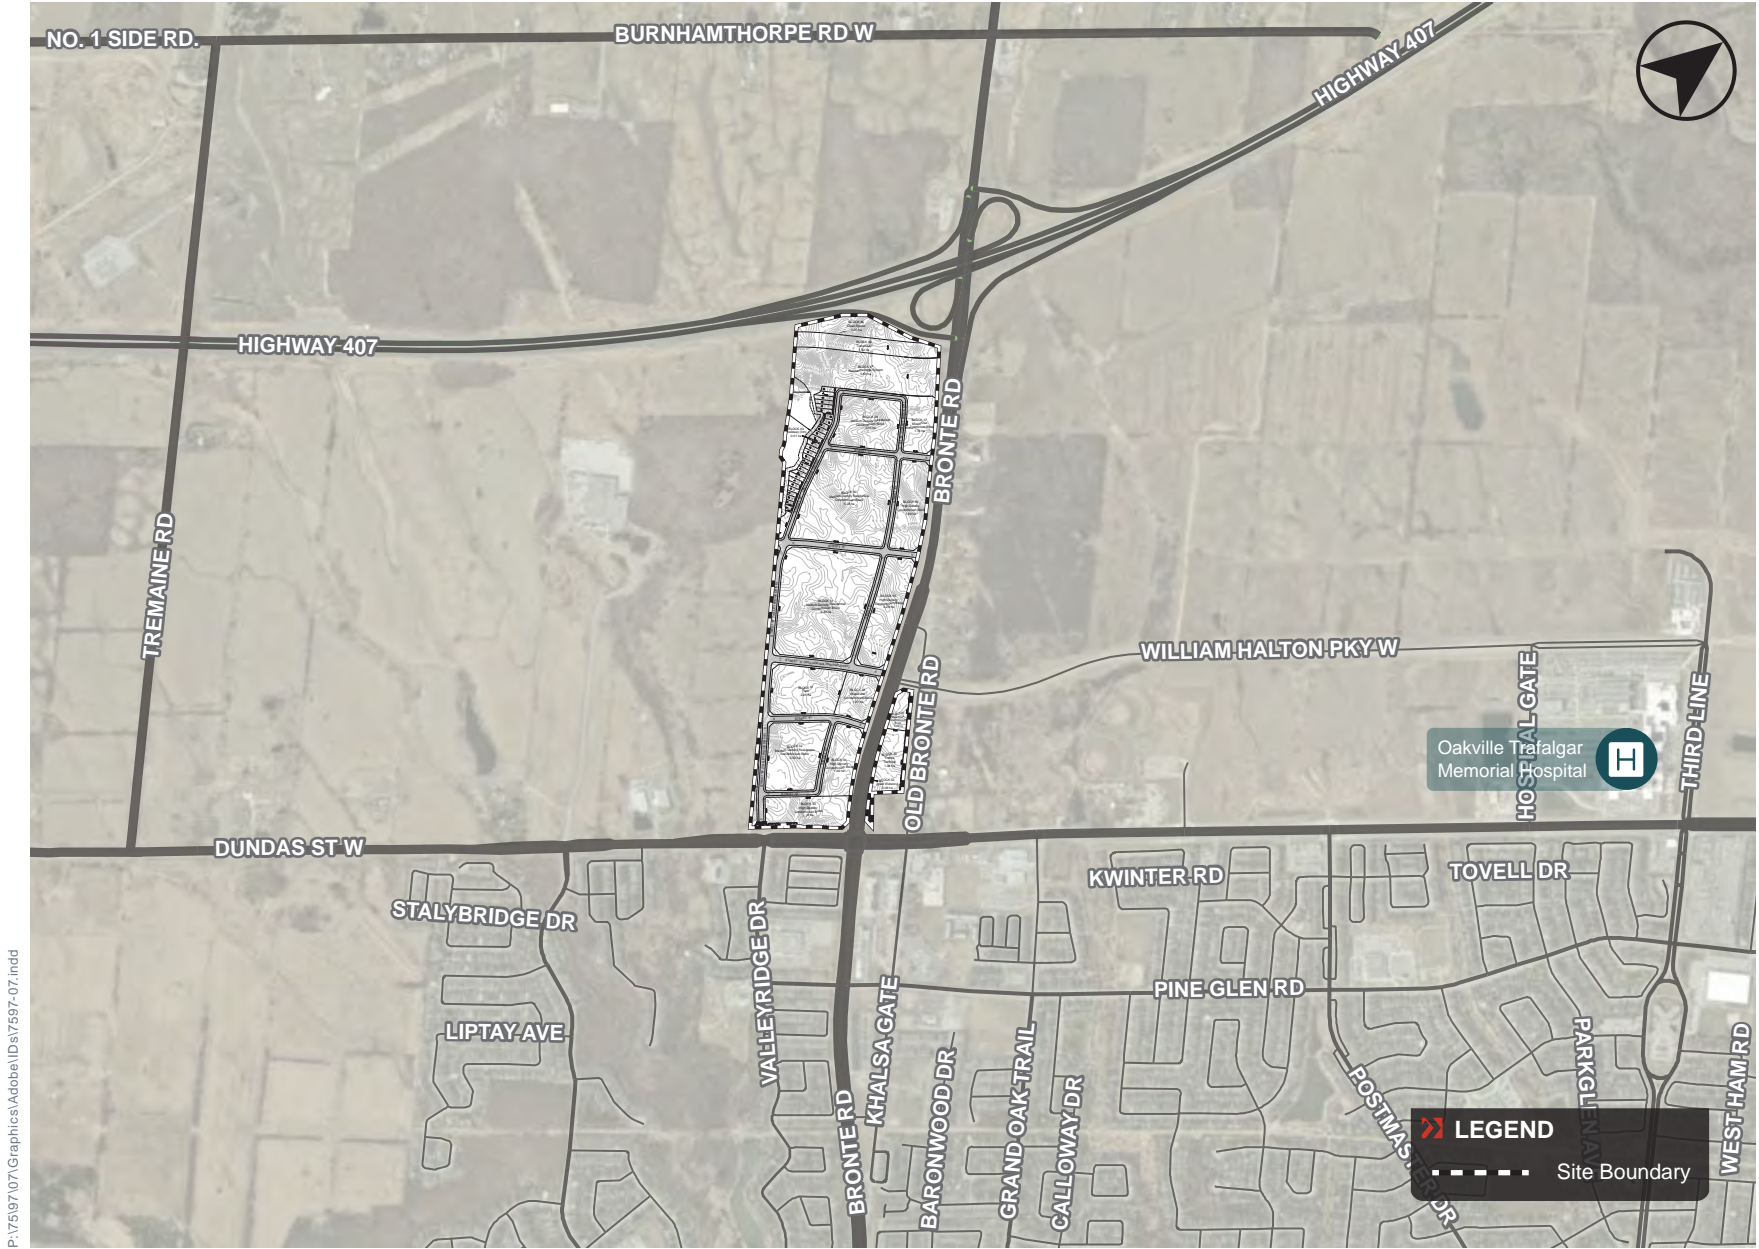 NO. 1 SIDE RD.
BURNHAMTHORPE RD W
HIGHWAY 407
HIGHWAY 407
BRONTE RD
TREMAINE RD
WILLIAM HALTON PKY W
OLD BRONTE RD
HOSPITAL GATE
THIRD LINE
Oakville Trafalgar
Memorial Hospital
H
DUNDAS ST W
KWINTER RD
TOVELL DR
STALYBRIDGE DR
VALLEYRIDGE DR
PINE GLEN RD
KHALSA GATE
LIPTAY AVE
BRONTE RD
BARONWOOD DR
GRAND OAK TRAIL
CALLOWAY DR
POSTMASTER DR
PARKGLEN AV
WEST HAM RD
LEGEND
Site Boundary
P:\75\97\07\Graphics\Adobe\IDs\7597-07.indd